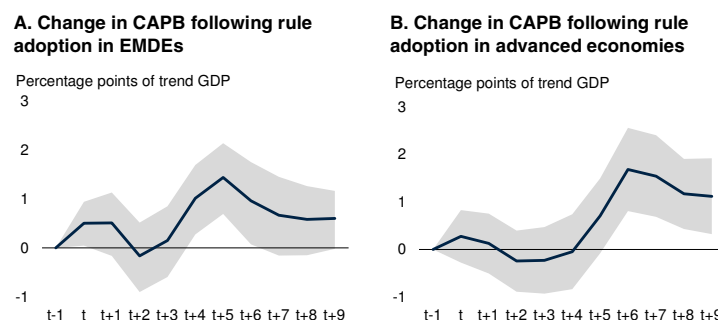 A. Change in CAPB following rule
adoption in EMDEs
Percentage points of trend GDP
3
2
1
0
-1
t-1 t t+1 t+2 t+3 t+4 t+5 t+6 t+7 t+8 t+9
B. Change in CAPB following rule
adoption in advanced economies
Percentage points of trend GDP
3
2
1
0
-1
t-1 t t+1 t+2 t+3 t+4 t+5 t+6 t+7 t+8 t+9